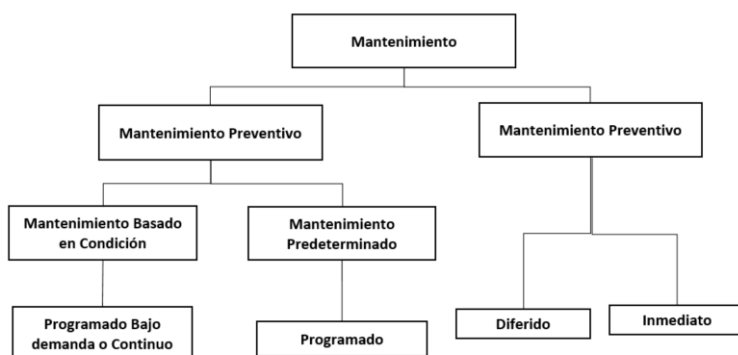 Mantenimiento
Mantenimiento Preventivo
Mantenimiento Preventivo
Mantenimiento Basado
en Condición
Mantenimiento
Predeterminado
Programado Bajo
demanda o Continuo
Programado
Diferido
Inmediato